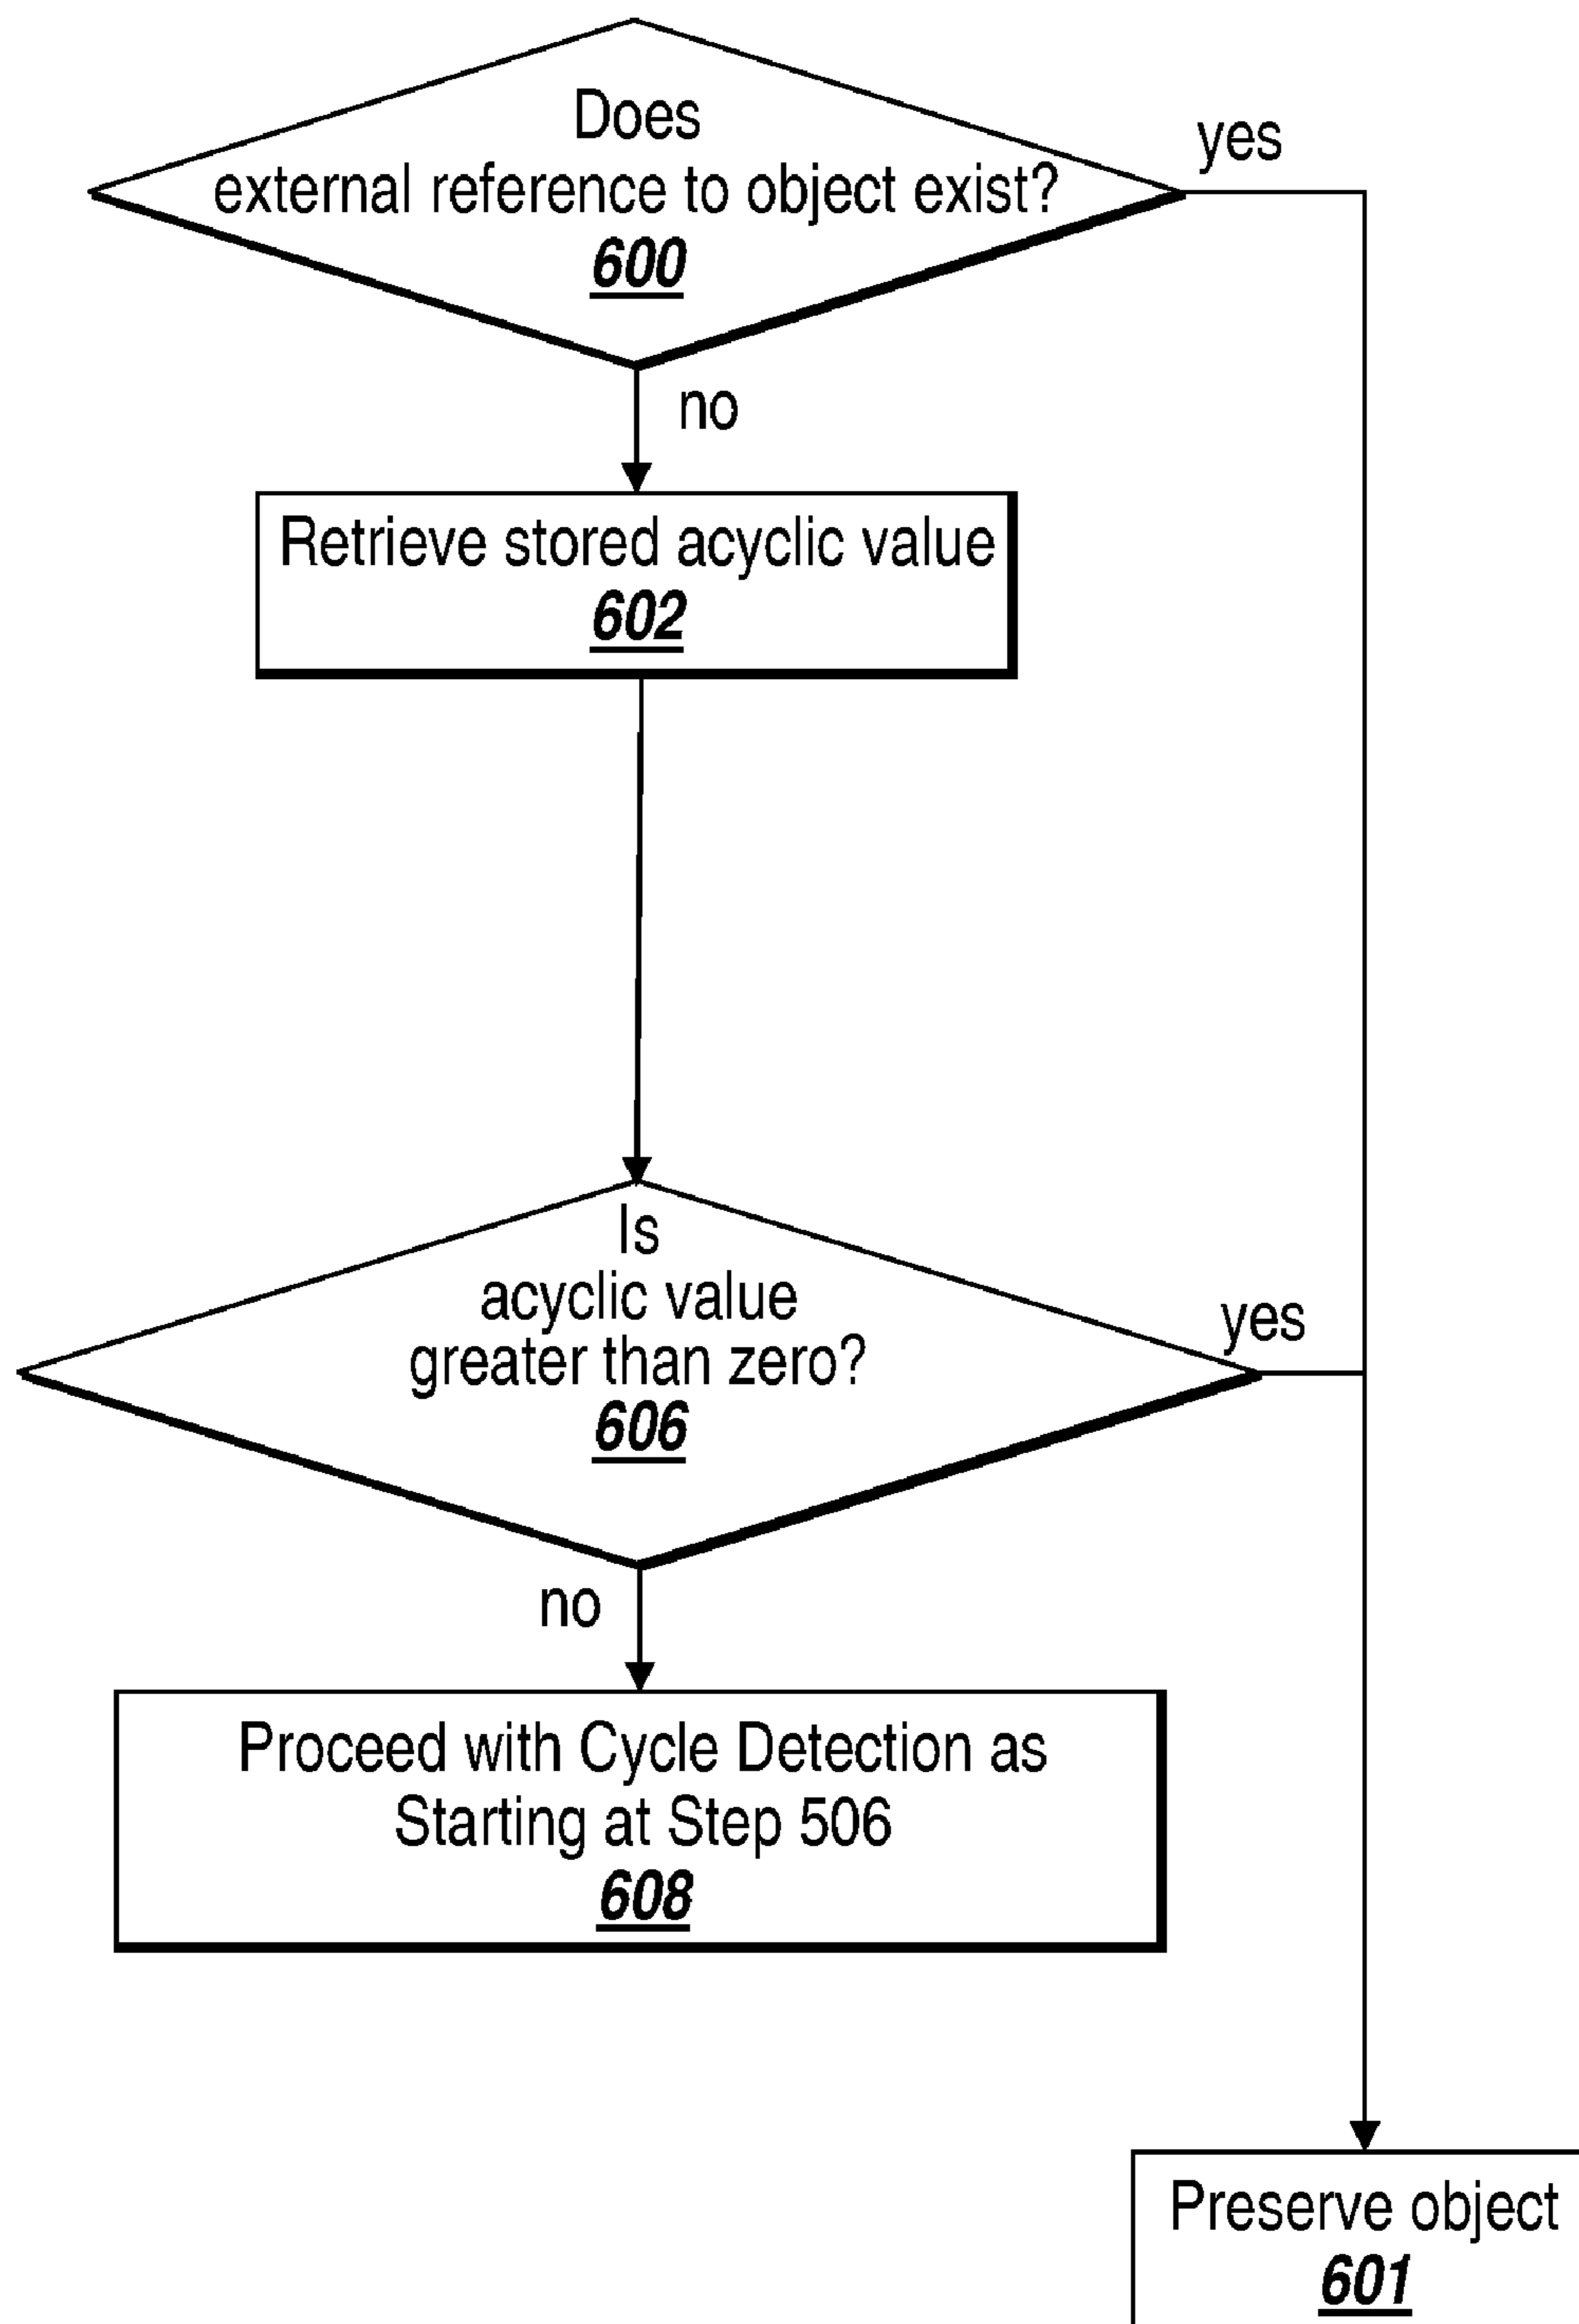 Does
external reference to object exist?
600
yes
no
Retrieve stored acyclic value
602
Is
acyclic value
greater than zero?
606
yes
no
Proceed with Cycle Detection as
Starting at Step 506
608
Preserve object
601